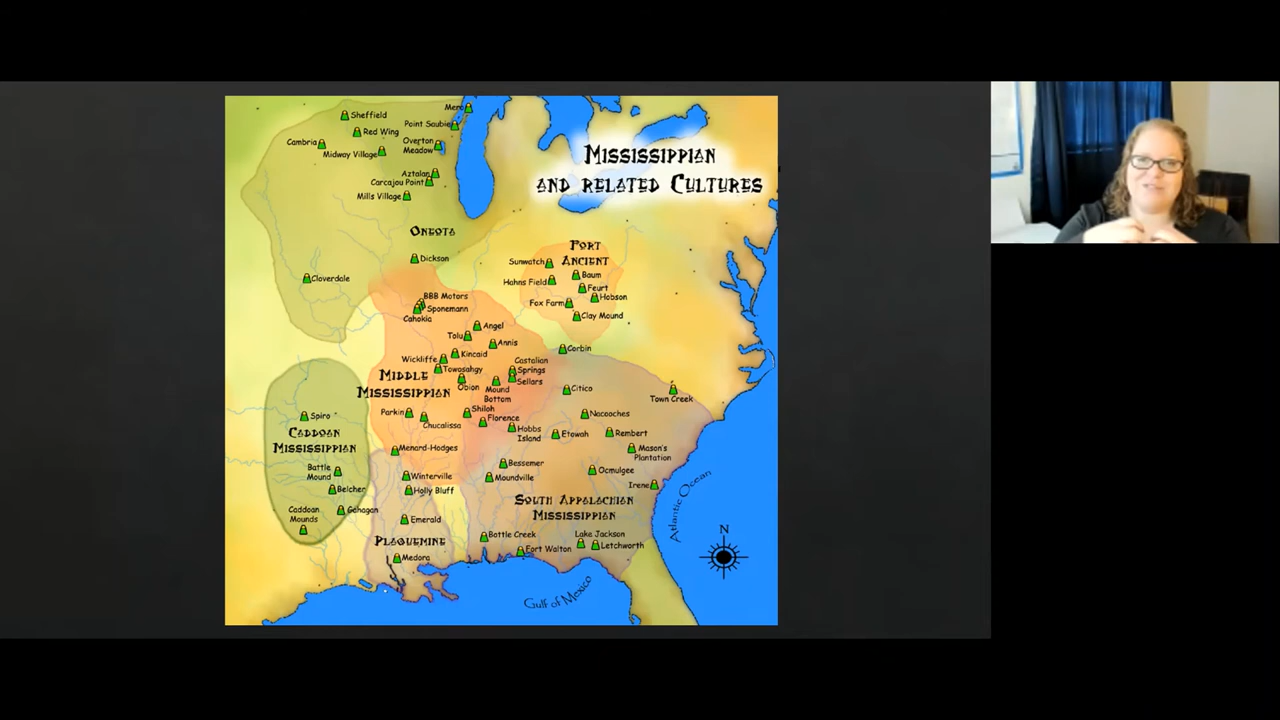 Mississippian
and related Cultures
Sheffield
Mero
Red Wing
Point Saubie
Cambria
Overton
Meadow
Midway Village
Aztalan
Carcajou Point
Mills Village
Oneota
Dickson
Cloverdale
Fort
Ancient
Sunwatch
Baum
Hahns Field
Feurt
Hobson
Fox Farm
Clay Mound
BBB Motors
Sponemann
Cahokia
Angel
Tolu
Annis
Corbin
Kincaid
Wickliffe
Castalian
Springs
Towosahgy
Middle
Mississippian
Obion
Mound
Bottom
Sellars
Citico
Town Creek
Spiro
Parkin
Shiloh
Chucalissa
Florence
Nacooches
Caddoan
Mississippian
Hobbs
Island
Etowah
Rembert
Menard-Hodges
Mason's
Plantation
Battle
Mound
Bessemer
Ocmulgee
Winterville
Moundville
Irene
Belcher
Holly Bluff
South Appalachian
Mississippian
Atlantic Ocean
Caddoan
Mounds
Gahagan
Emerald
N
Plaquemine
Bottle Creek
Lake Jackson
Fort Walton
Letchworth
Medora
Gulf of Mexico